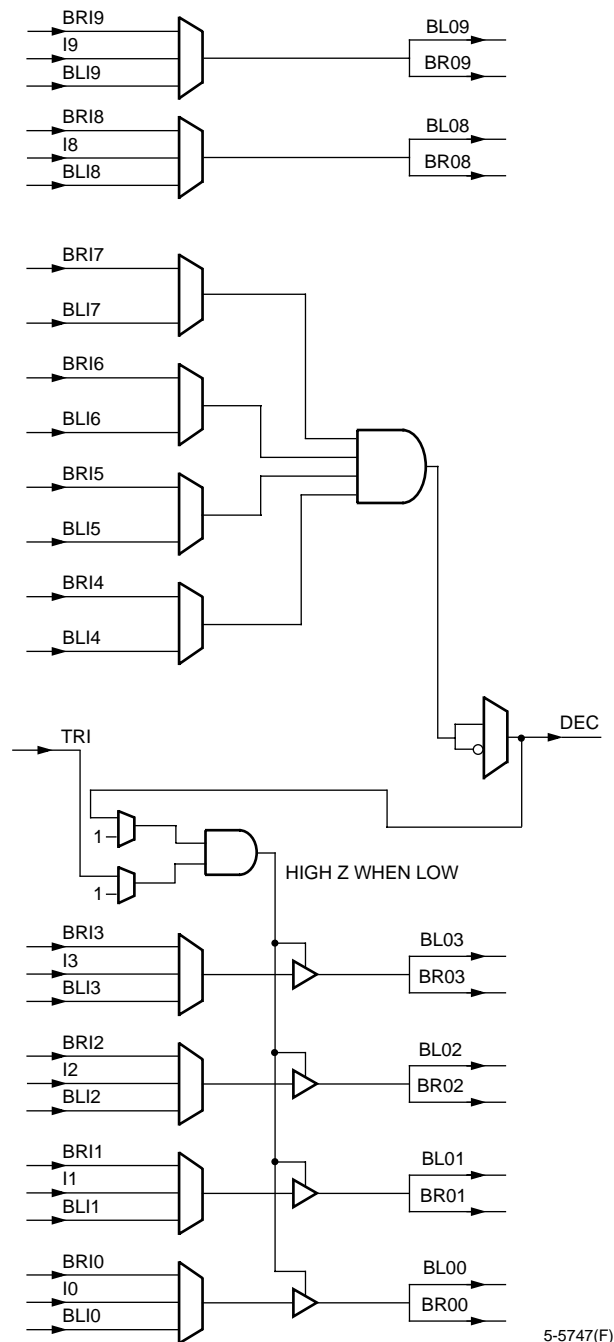 BRI9
I9
BLI9
BL09
BR09
BRI8
I8
BLI8
BL08
BR08
BRI7
BLI7
BRI6
BLI6
BRI5
BLI5
BRI4
BLI4
TRI
DEC
1
1
HIGH Z WHEN LOW
BRI3
I3
BLI3
BL03
BR03
BRI2
I2
BLI2
BL02
BR02
BRI1
I1
BLI1
BL01
BR01
BRI0
I0
BLI0
BL00
BR00
5-5747(F)